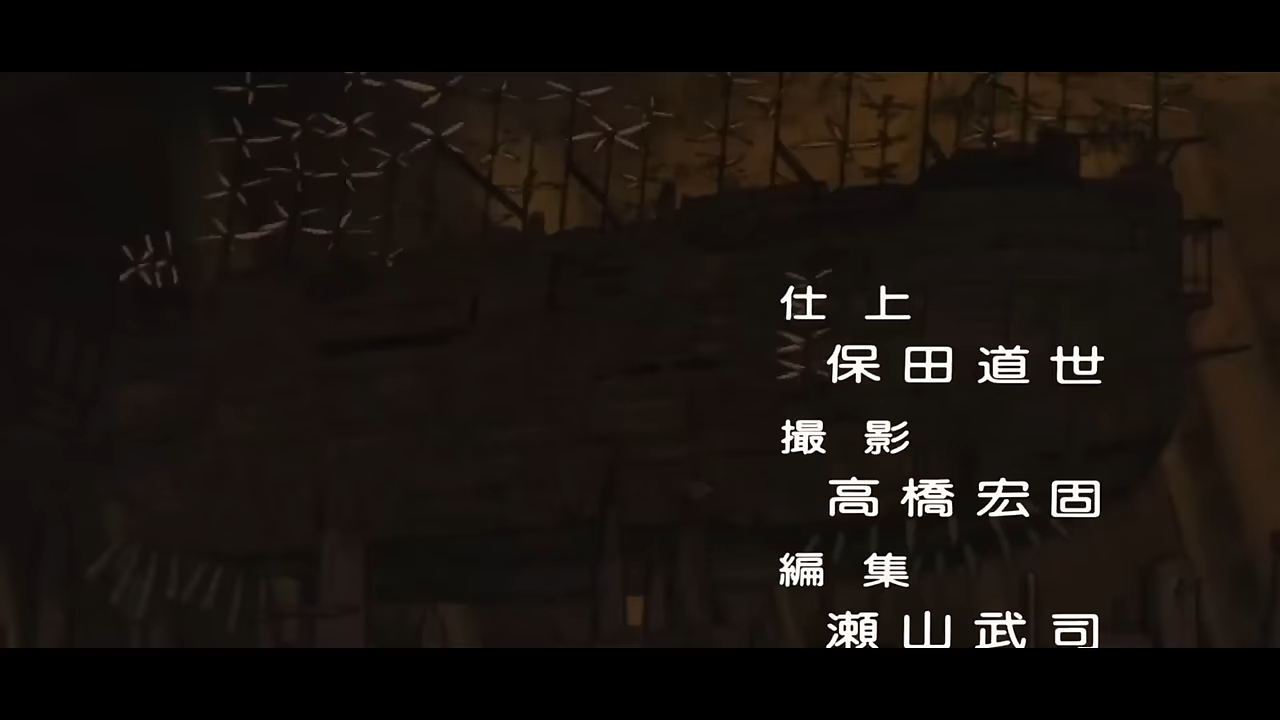 仕 上
保 田 道 世
撮 影
高 橋 宏 固
編 集
瀬 山 武 司